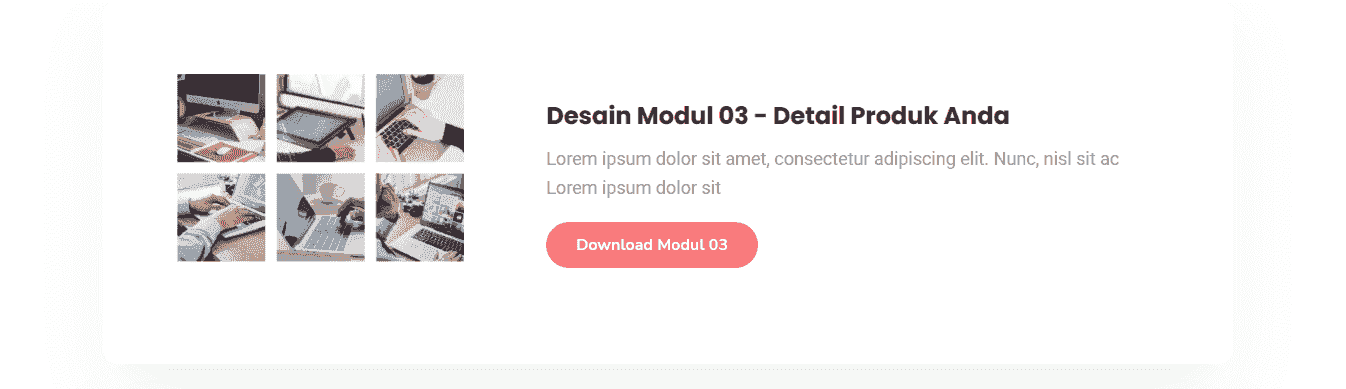 Desain Modul 03 - Detail Produk Anda
Lorem ipsum dolor sit amet, consectetur adipiscing elit. Nunc, nisl sit ac
Lorem ipsum dolor sit
Download Modul 03